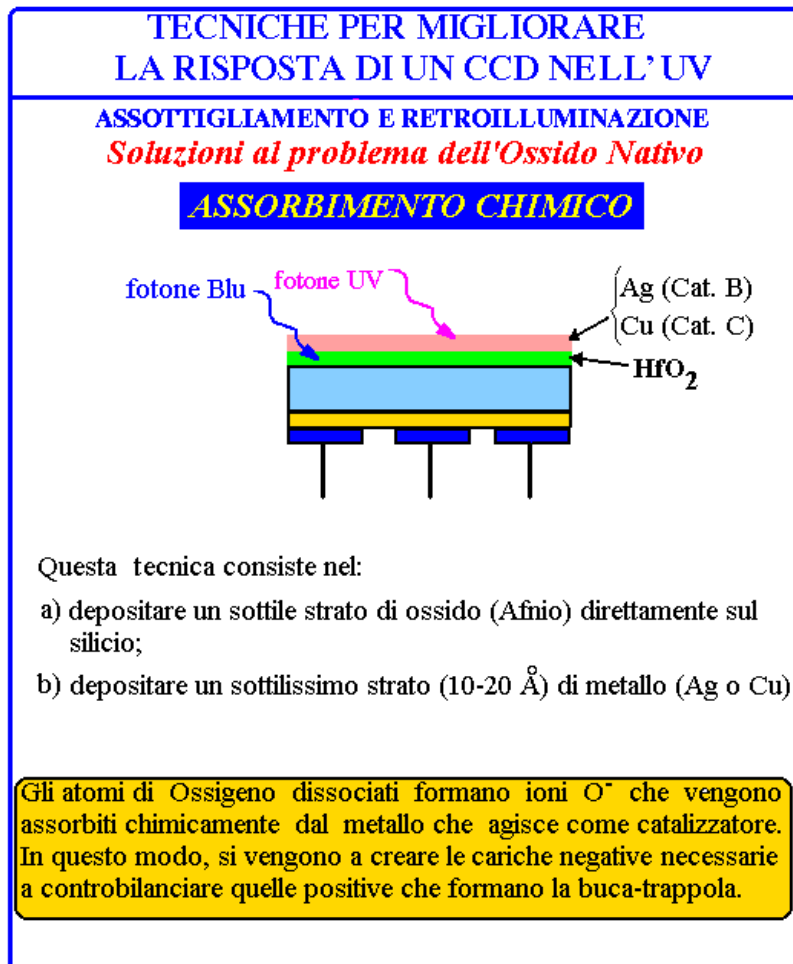 TECNICHE PER MIGLIORARE
LA RISPOSTA DI UN CCD NELL'UV
ASSOTTIGLIAMENTO E RETROILLUMINAZIONE
Soluzioni al problema dell'Ossido Nativo
ASSORBIMENTO CHIMICO
fotone Blu
fotone UV
Ag (Cat. B)
Cu (Cat. C)
HfO₂
Questa tecnica consiste nel:
a) depositare un sottile strato di ossido (Afnio) direttamente sul
silicio;
b) depositare un sottilissimo strato (10-20 Å) di metallo (Ag o Cu)
Gli atomi di Ossigeno dissociati formano ioni O⁻ che vengono
assorbiti chimicamente dal metallo che agisce come catalizzatore.
In questo modo, si vengono a creare le cariche negative necessarie
a controbilanciare quelle positive che formano la buca-trappola.